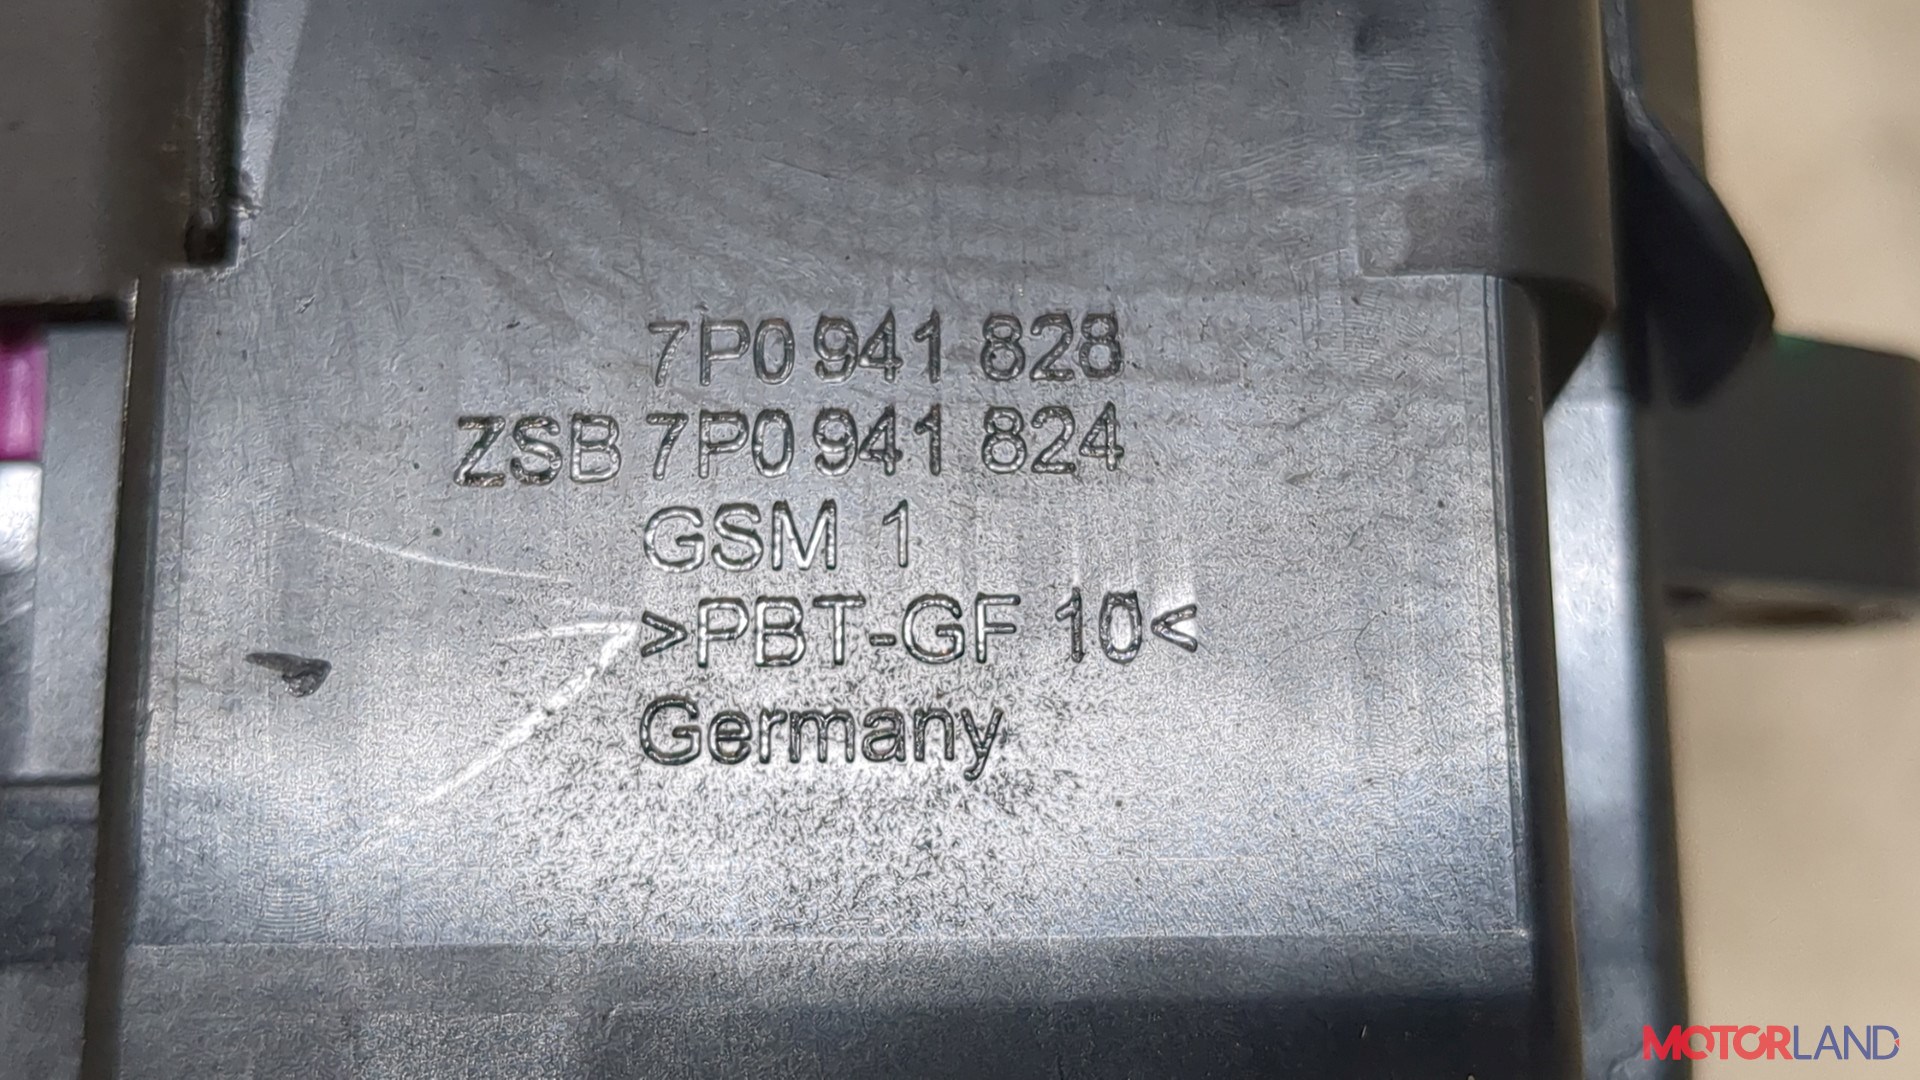 7P0 941 828
ZSB 7P0 941 824
GSM 1
>PBT-GF 10<
Germany
MOTORLAND